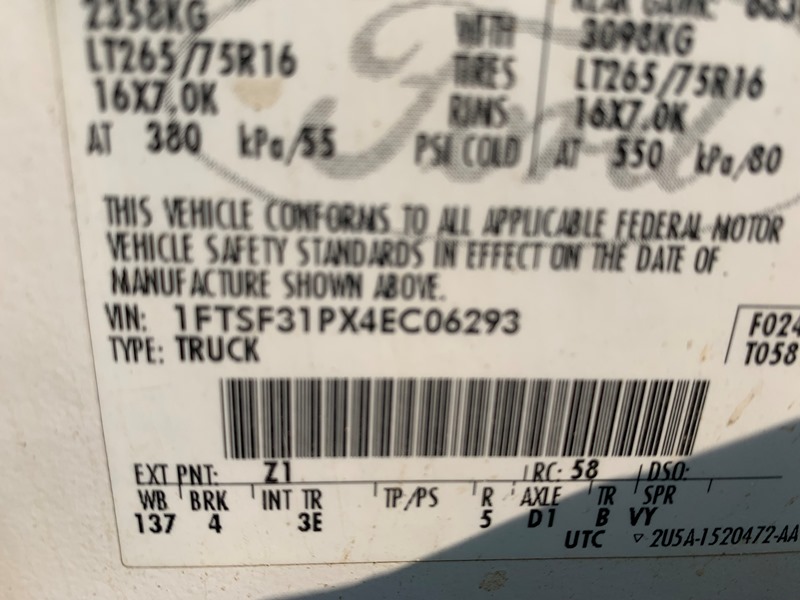 2358KG
LT265/75R16
16X7.0K
AT 380 kPa/55
WITH
TIRES
RIMS
PSI COLD
3098KG
LT265/75R16
16X7.0K
AT 550 kPa/80
THIS VEHICLE CONFORMS TO ALL APPLICABLE FEDERAL MOTOR
VEHICLE SAFETY STANDARDS IN EFFECT ON THE DATE OF
MANUFACTURE SHOWN ABOVE.
VIN: 1FTSF31PX4EC06293
TYPE: TRUCK
F024
T058
EXT PNT: Z1 RC: 58 DSO:
WB BRK INT TR TP/PS R AXLE TR SPR
137 4 3E 5 D1 B VY
UTC ▽ 2U5A-1520472-AA